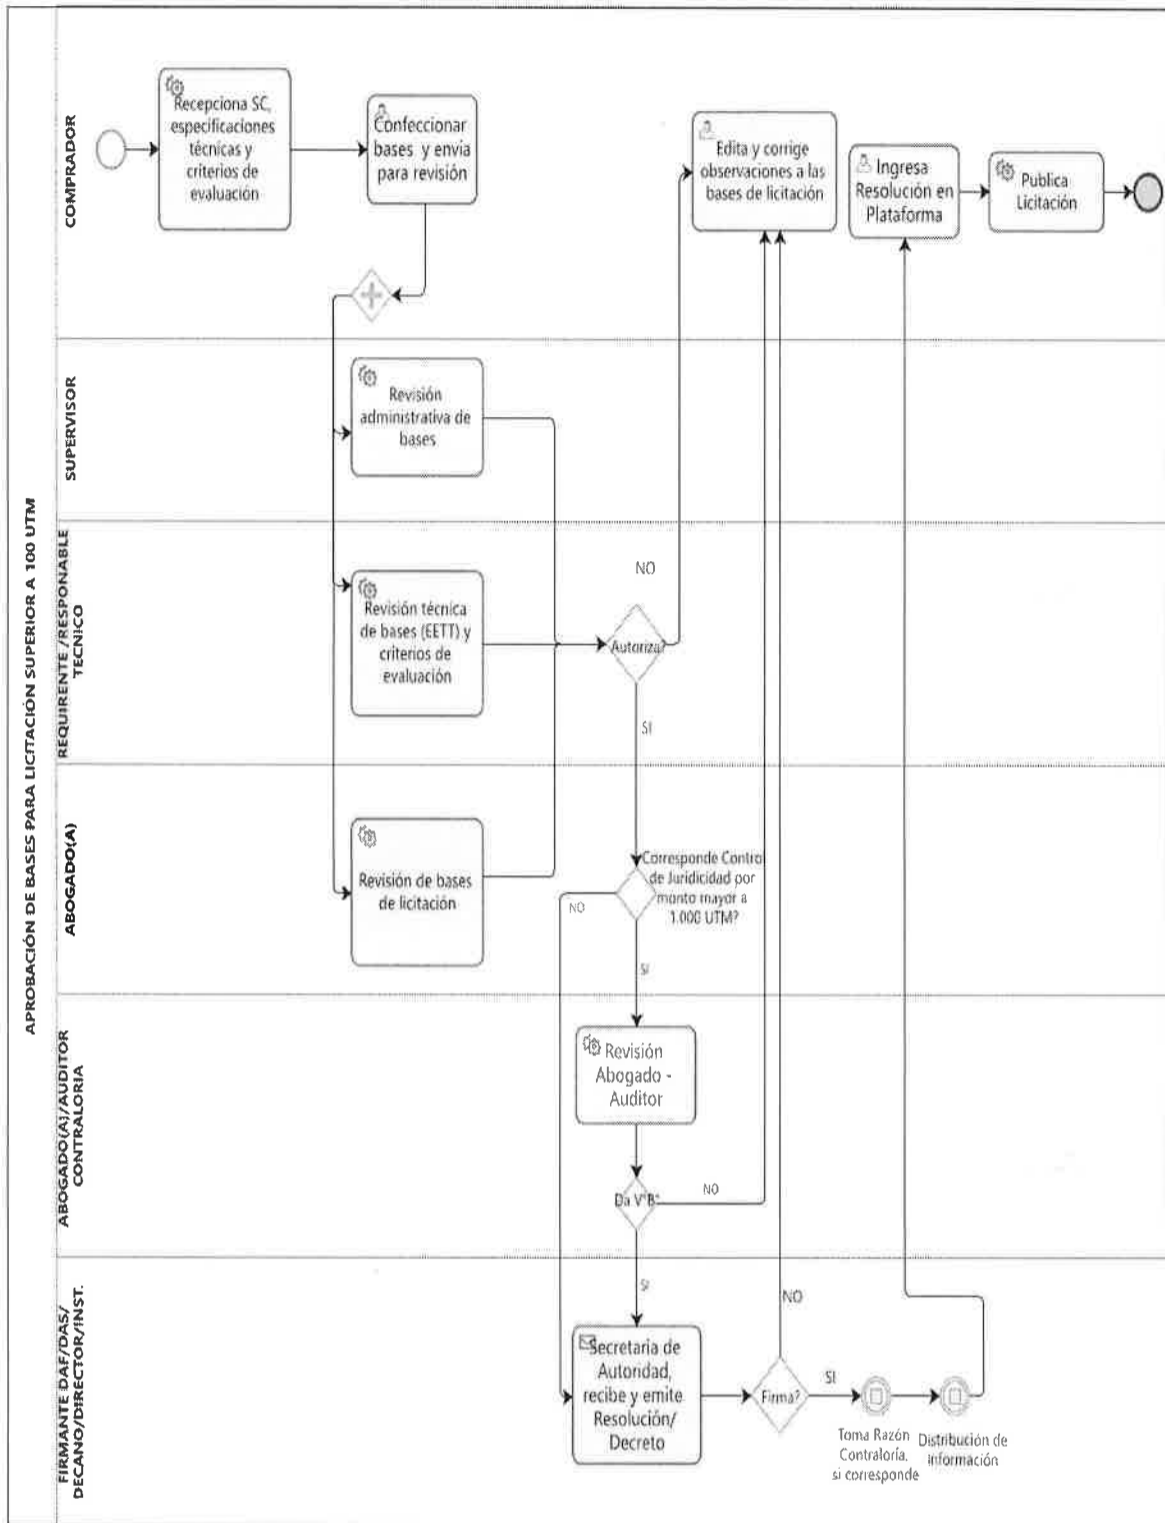 APROBACIÓN DE BASES PARA LICITACIÓN SUPERIOR A 100 UTM
COMPRADOR
Recepciona SC,
especificaciones
técnicas y
criterios de
evaluación
Confeccionar
bases y envia
para revisión
Edita y corrige
observaciones a las
bases de licitación
Ingresa
Resolución en
Plataforma
Publica
Licitación
SUPERVISOR
Revisión
administrativa de
bases
REQUIRENTE /RESPONABLE
TECNICO
Revisión técnica
de bases (EETT) y
criterios de
evaluación
Autoriza?
NO
SI
ABOGADO(A)
Revisión de bases
de licitación
Corresponde Contro
de Juridicidad por
monto mayor a
1.000 UTM?
NO
SI
ABOGADO(A)/AUDITOR
CONTRALORIA
Revisión
Abogado -
Auditor
Da V°B°
NO
SI
FIRMANTE DAF/DAS/
DECANO/DIRECTOR/INST.
Secretaria de
Autoridad,
recibe y emite
Resolución/
Decreto
Firma?
NO
SI
Toma Razón
Contraloría.
si corresponde
Distribución de
información